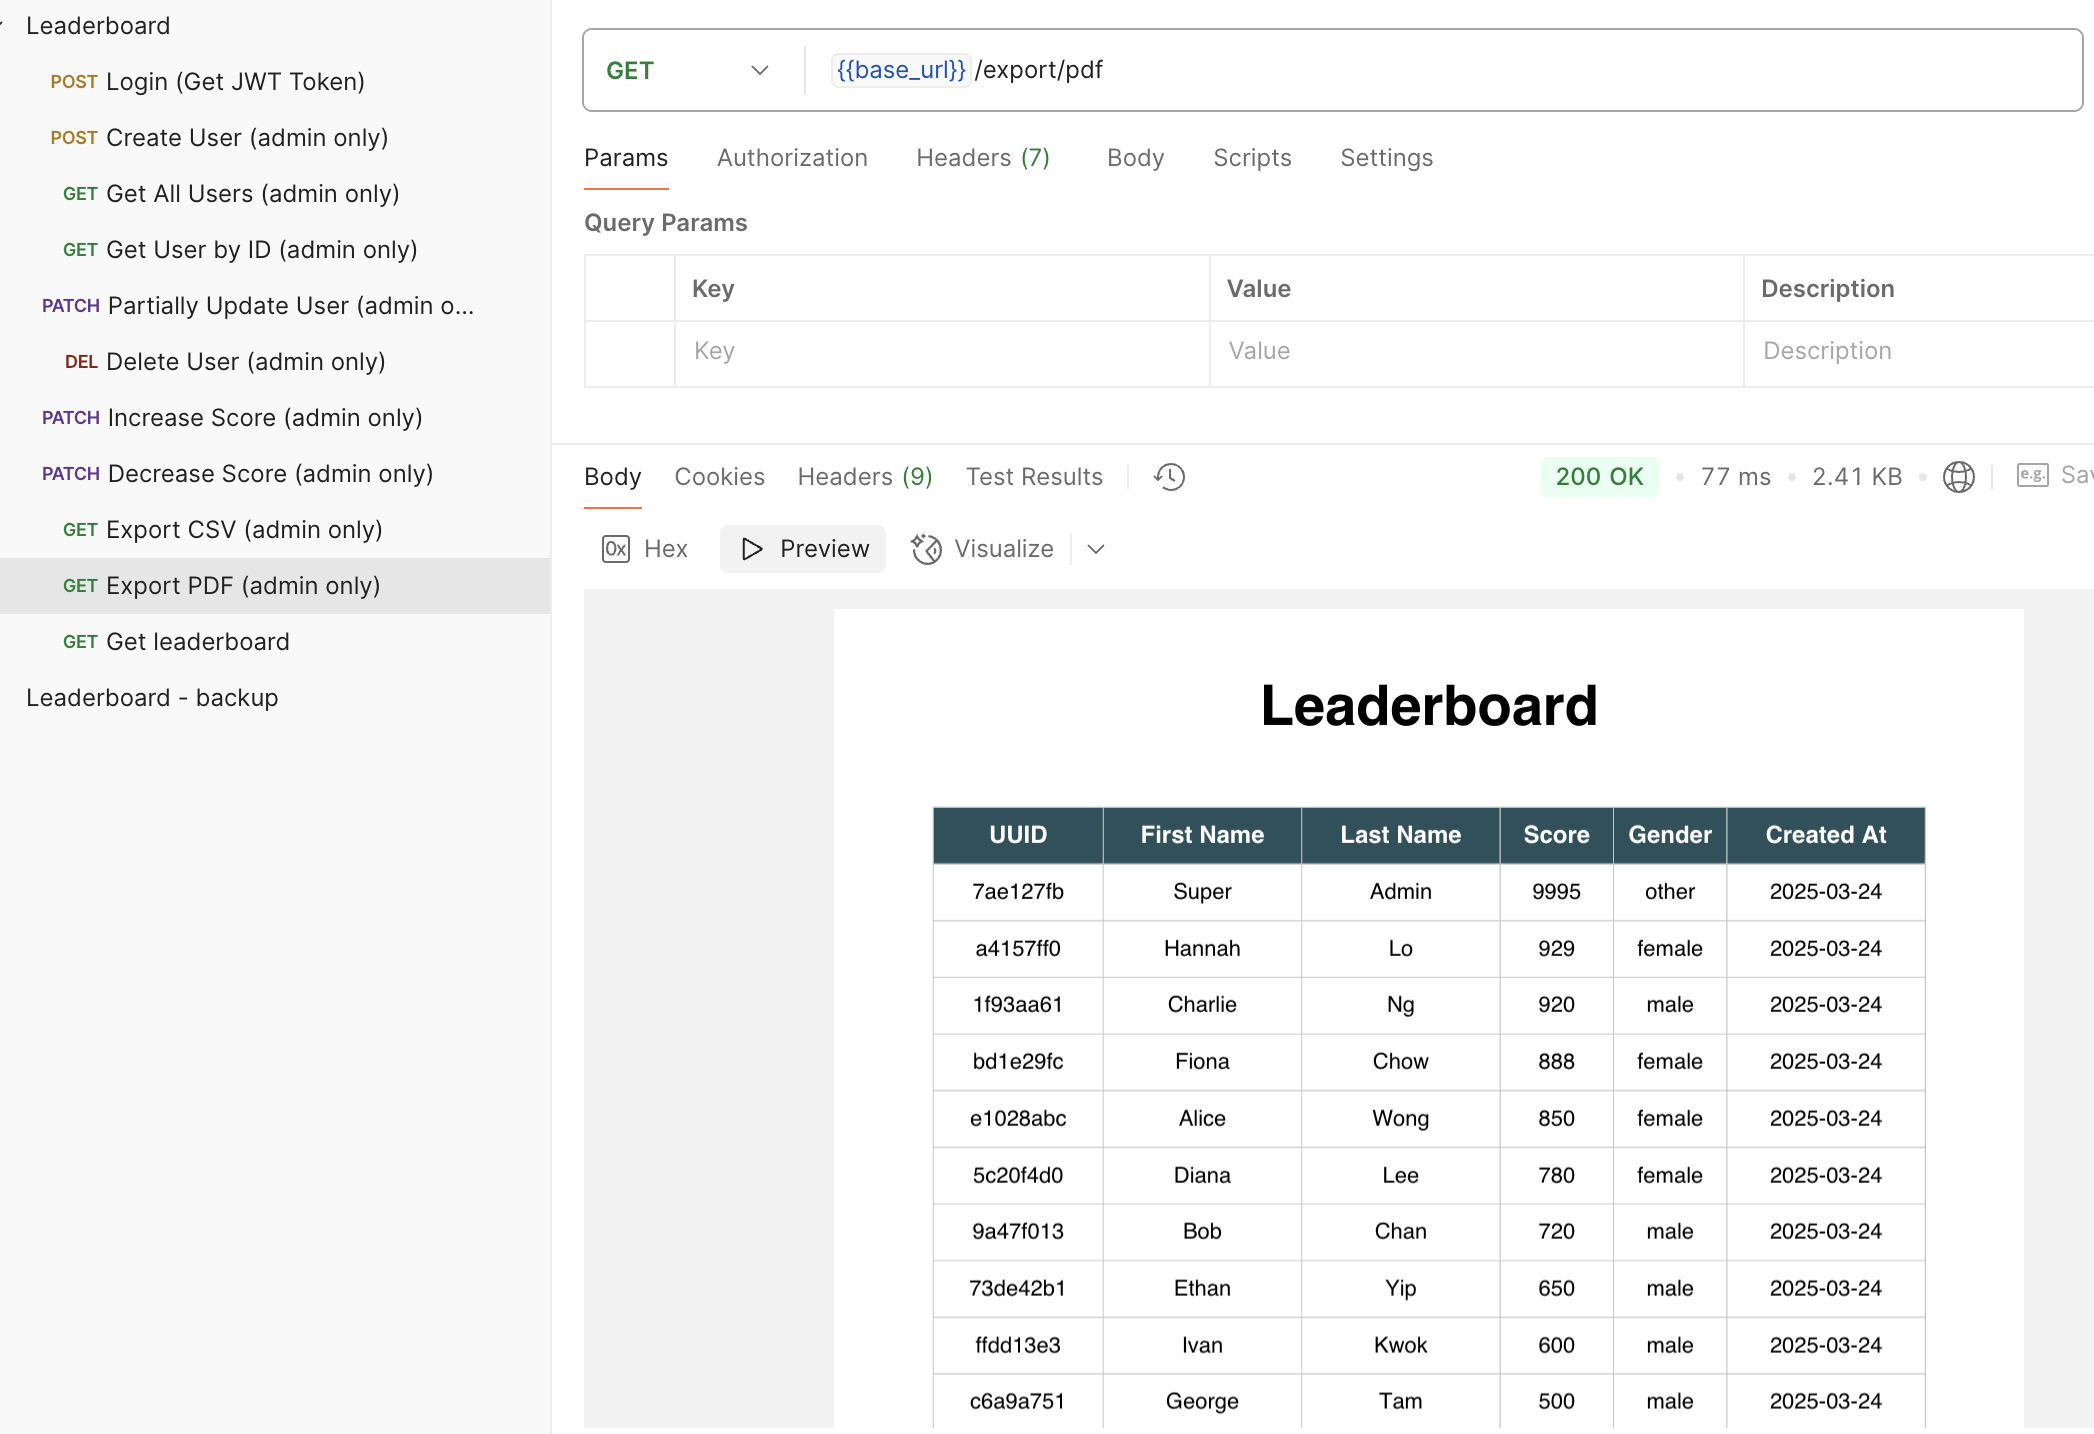 Leaderboard
POST Login (Get JWT Token)
POST Create User (admin only)
GET Get All Users (admin only)
GET Get User by ID (admin only)
PATCH Partially Update User (admin o...
DEL Delete User (admin only)
PATCH Increase Score (admin only)
PATCH Decrease Score (admin only)
GET Export CSV (admin only)
GET Export PDF (admin only)
GET Get leaderboard
Leaderboard - backup
GET {{base_url}} /export/pdf
Params Authorization Headers (7) Body Scripts Settings
Query Params
Key Value Description
Key Value Description
Body Cookies Headers (9) Test Results 200 OK 77 ms 2.41 KB e.g. Sav
0x Hex Preview Visualize
Leaderboard
UUID First Name Last Name Score Gender Created At
7ae127fb Super Admin 9995 other 2025-03-24
a4157ff0 Hannah Lo 929 female 2025-03-24
1f93aa61 Charlie Ng 920 male 2025-03-24
bd1e29fc Fiona Chow 888 female 2025-03-24
e1028abc Alice Wong 850 female 2025-03-24
5c20f4d0 Diana Lee 780 female 2025-03-24
9a47f013 Bob Chan 720 male 2025-03-24
73de42b1 Ethan Yip 650 male 2025-03-24
ffdd13e3 Ivan Kwok 600 male 2025-03-24
c6a9a751 George Tam 500 male 2025-03-24